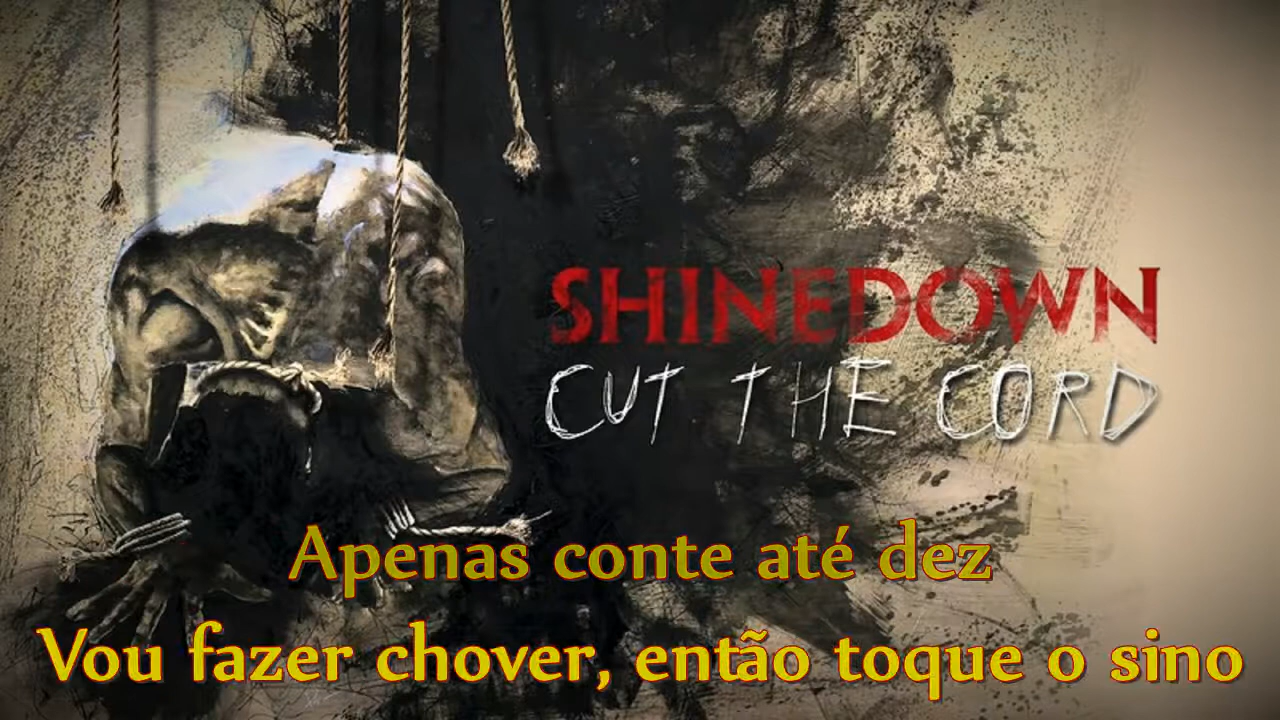 SHINEDOWN
CUT THE CORD
Apenas conte até dez
Vou fazer chover, então toque o sino